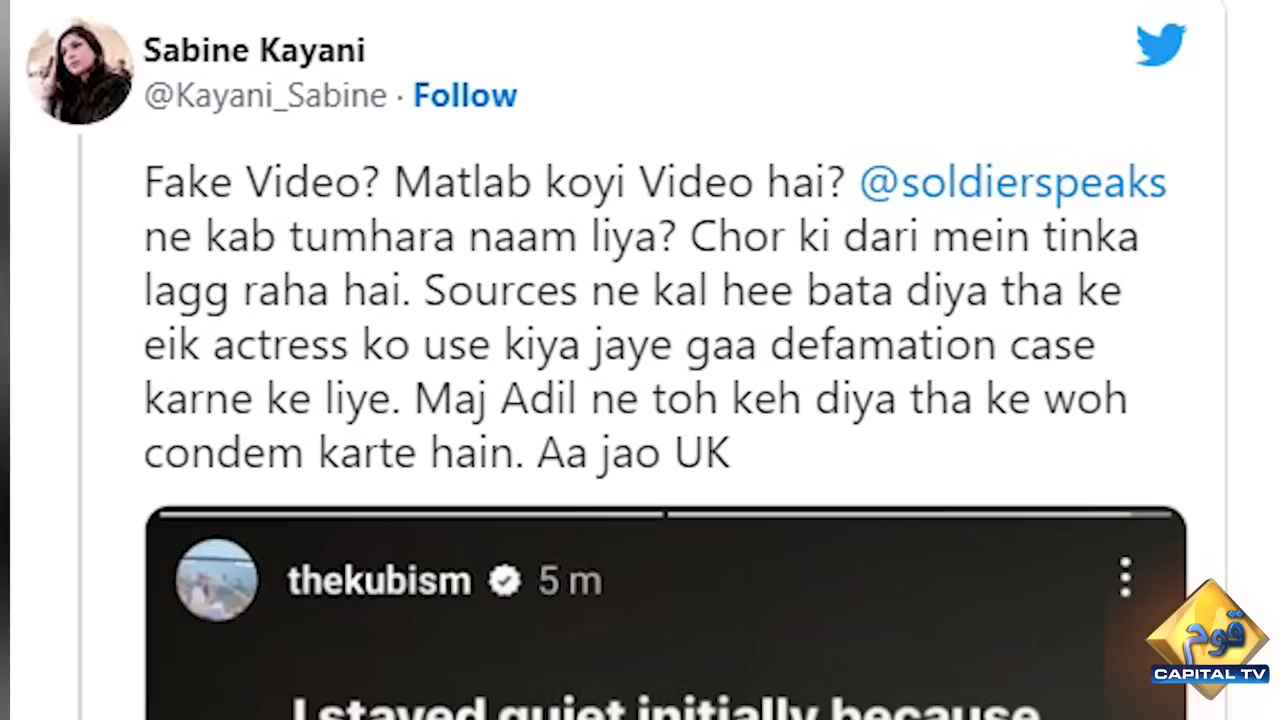 Sabine Kayani
@Kayani_Sabine · Follow
Fake Video? Matlab koyi Video hai? @soldierspeaks
ne kab tumhara naam liya? Chor ki dari mein tinka
lagg raha hai. Sources ne kal hee bata diya tha ke
eik actress ko use kiya jaye gaa defamation case
karne ke liye. Maj Adil ne toh keh diya tha ke woh
condem karte hain. Aa jao UK
thekubism 5 m
I stayed quiet initially because
قوم
CAPITAL TV